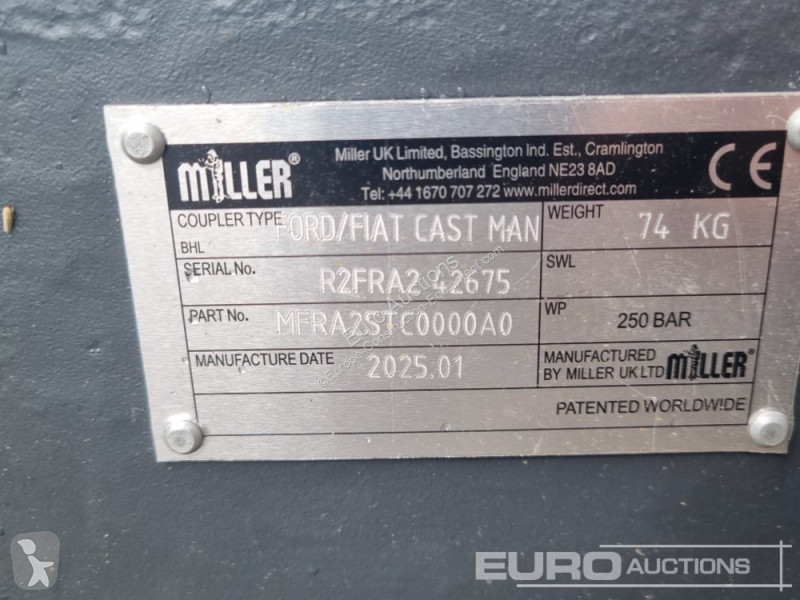 MILLER®
Miller UK Limited, Bassington Ind. Est., Cramlington
Northumberland England NE23 8AD
Tel: +44 1670 707 272 www.millerdirect.com
CE
COUPLER TYPE FORD/FIAT CAST MAN
BHL
WEIGHT 74 KG
SERIAL No. R2FRA2 42675
SWL
PART No. MFRA2STC0000A0
WP 250 BAR
MANUFACTURE DATE 2025.01
MANUFACTURED
BY MILLER UK LTD MILLER
PATENTED WORLDWIDE
Euro Auctions
EURO AUCTIONS